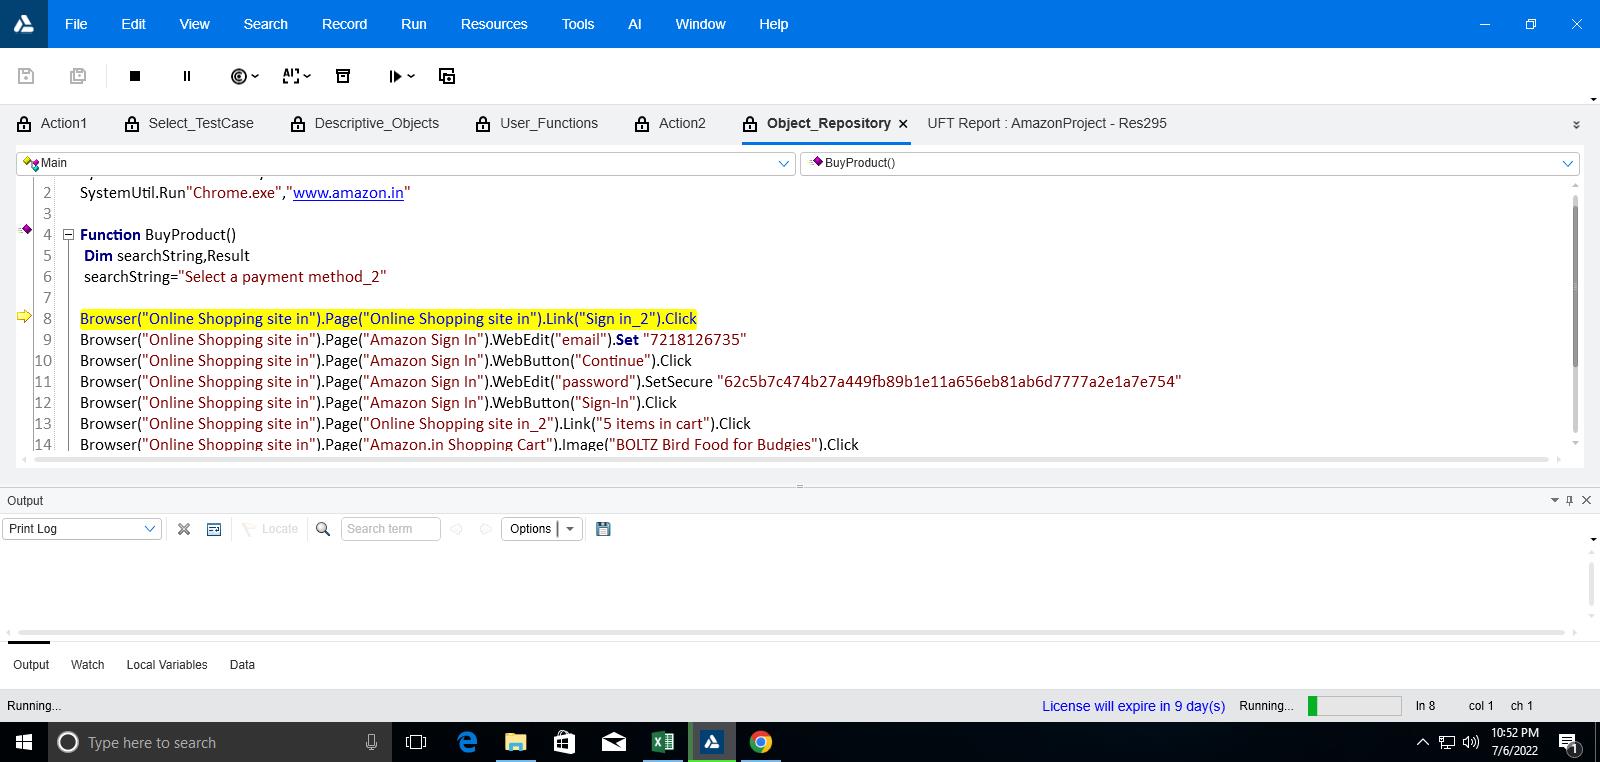 File Edit View Search Record Run Resources Tools AI Window Help
Action1 Select_TestCase Descriptive_Objects User_Functions Action2 Object_Repository UFT Report : AmazonProject - Res295
Main BuyProduct()
2 SystemUtil.Run"Chrome.exe","www.amazon.in"
3
4 Function BuyProduct()
5 Dim searchString,Result
6 searchString="Select a payment method_2"
7
8 Browser("Online Shopping site in").Page("Online Shopping site in").Link("Sign in_2").Click
9 Browser("Online Shopping site in").Page("Amazon Sign In").WebEdit("email").Set "7218126735"
10 Browser("Online Shopping site in").Page("Amazon Sign In").WebButton("Continue").Click
11 Browser("Online Shopping site in").Page("Amazon Sign In").WebEdit("password").SetSecure "62c5b7c474b27a449fb89b1e11a656eb81ab6d7777a2e1a7e754"
12 Browser("Online Shopping site in").Page("Amazon Sign In").WebButton("Sign-In").Click
13 Browser("Online Shopping site in").Page("Online Shopping site in_2").Link("5 items in cart").Click
14 Browser("Online Shopping site in").Page("Amazon.in Shopping Cart").Image("BOLTZ Bird Food for Budgies").Click
Output
Print Log Locate Search term Options
Output Watch Local Variables Data
Running... License will expire in 9 day(s) Running... ln 8 col 1 ch 1
Type here to search
10:52 PM
7/6/2022
1